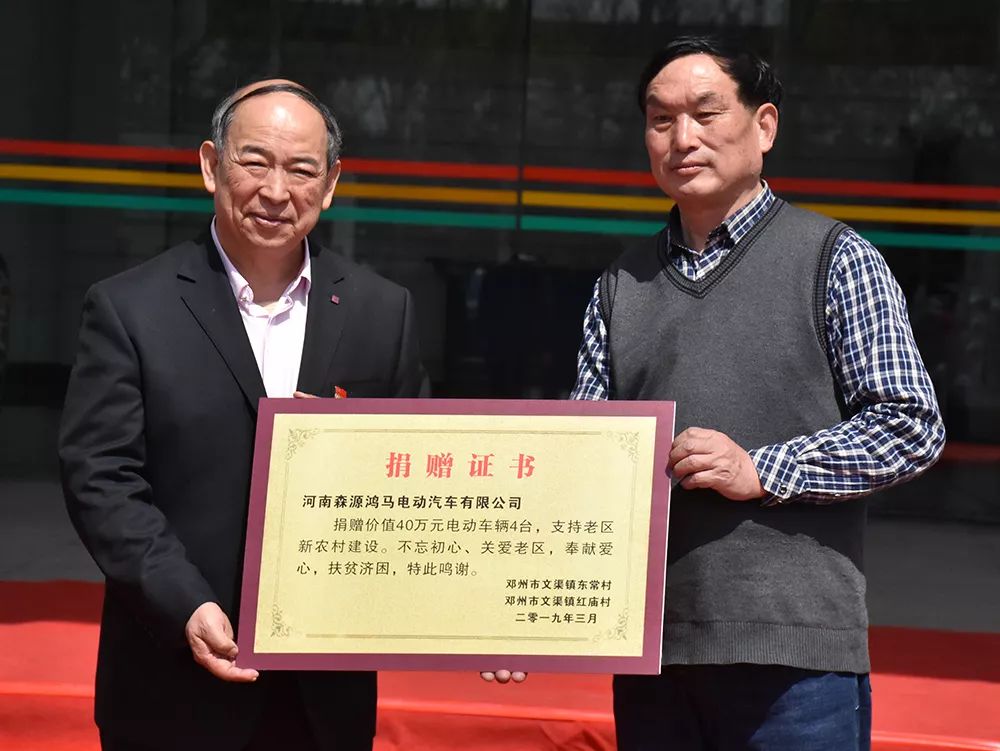 捐赠证书
河南森源鸿马电动汽车有限公司
捐赠价值40万元电动车辆4台，支持老区
新农村建设。不忘初心、关爱老区，奉献爱
心，扶贫济困，特此鸣谢。
邓州市文渠镇东常村
邓州市文渠镇红庙村
二零一九年三月